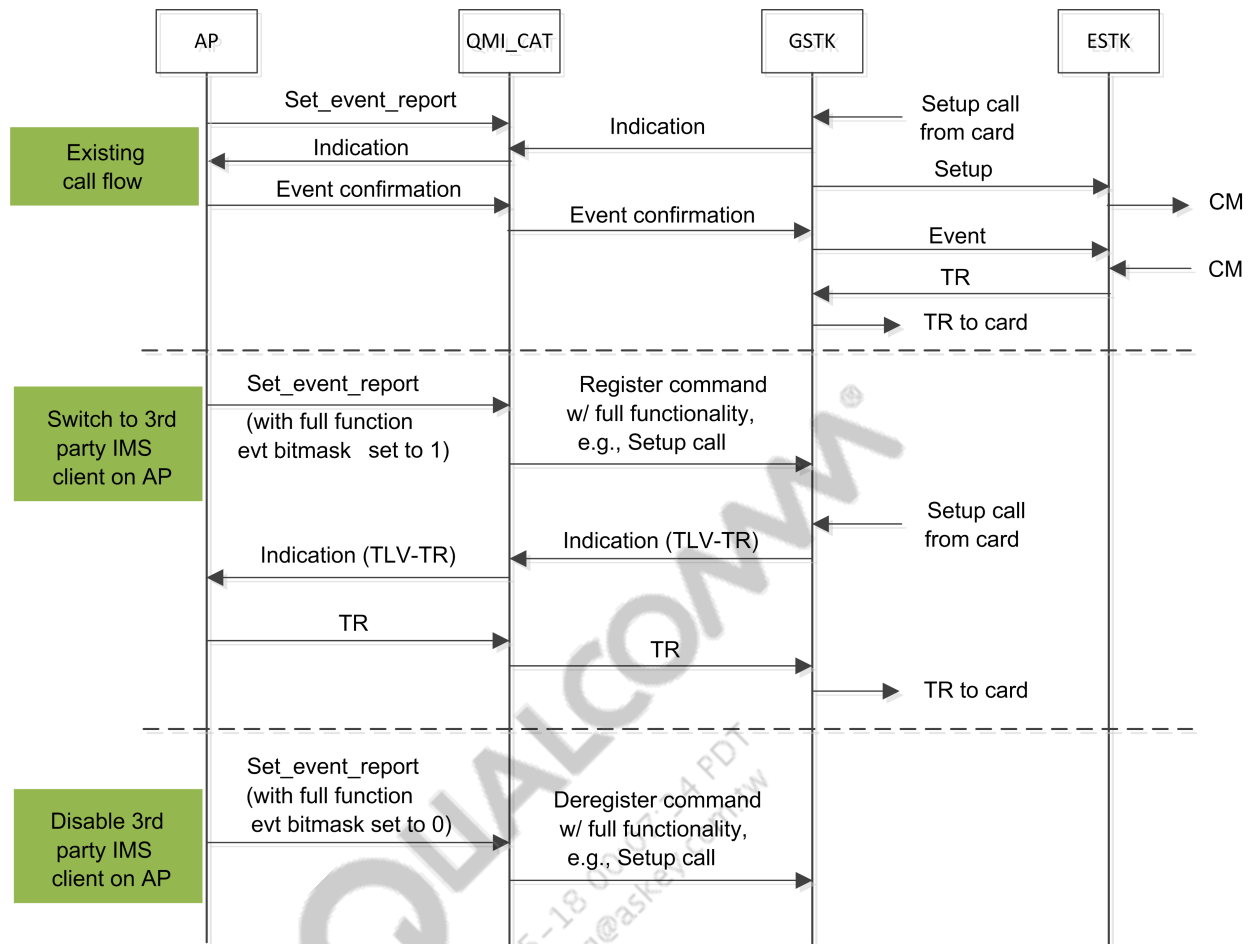 AP
QMI_CAT
GSTK
ESTK
Set_event_report
Setup call
from card
Indication
Existing
call flow
Indication
Setup
Event confirmation
CM
Event confirmation
Event
CM
TR
TR to card
Switch to 3rd
party IMS
client on AP
Set_event_report
(with full function
evt bitmask set to 1)
Register command
w/ full functionality,
e.g., Setup call
Setup call
from card
Indication (TLV-TR)
Indication (TLV-TR)
TR
TR
TR to card
Disable 3rd
party IMS
client on AP
Set_event_report
(with full function
evt bitmask set to 0)
Deregister command
w/ full functionality,
e.g., Setup call
QUALCOMM®
PDT